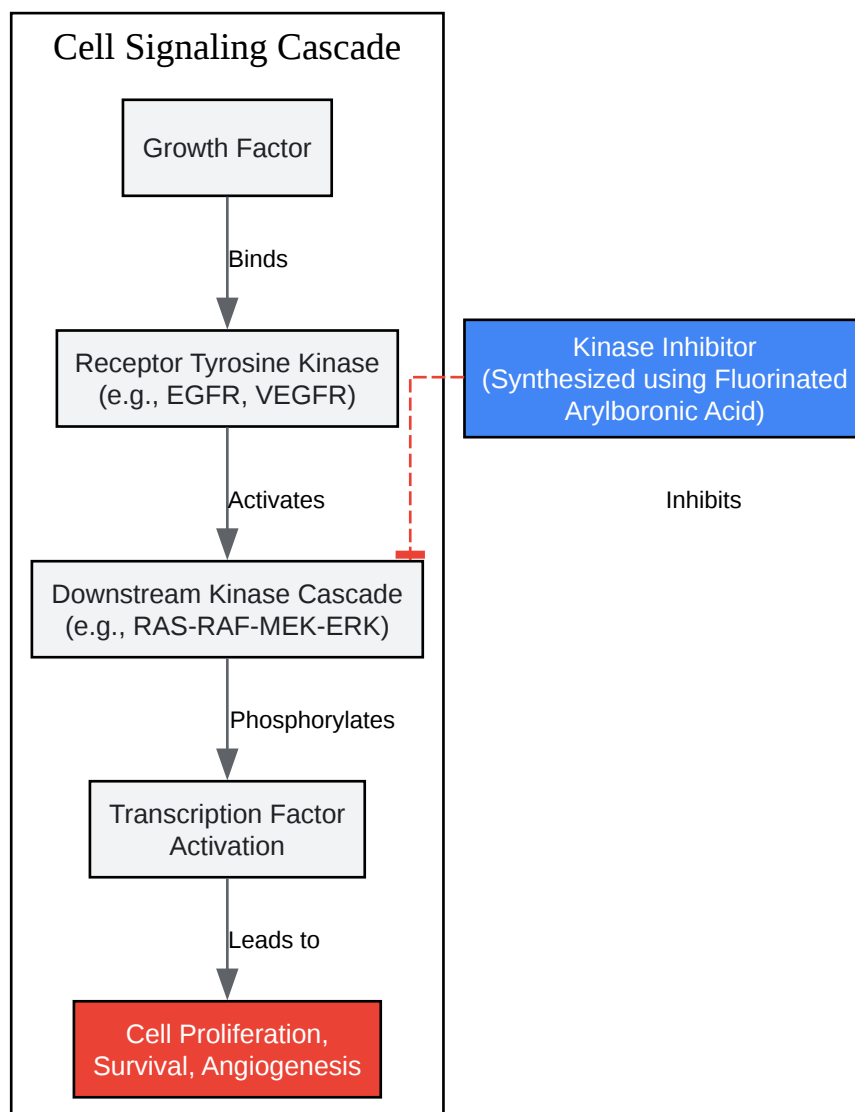 Cell Signaling Cascade
Growth Factor
Binds
Receptor Tyrosine Kinase
(e.g., EGFR, VEGFR)
Kinase Inhibitor
(Synthesized using Fluorinated
Arylboronic Acid)
Activates
Inhibits
Downstream Kinase Cascade
(e.g., RAS-RAF-MEK-ERK)
Phosphorylates
Transcription Factor
Activation
Leads to
Cell Proliferation,
Survival, Angiogenesis